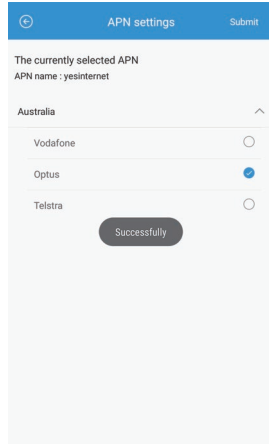 APN settings
Submit
The currently selected APN
APN name : yesinternet
Australia
Vodafone
Optus
Telstra
Successfully